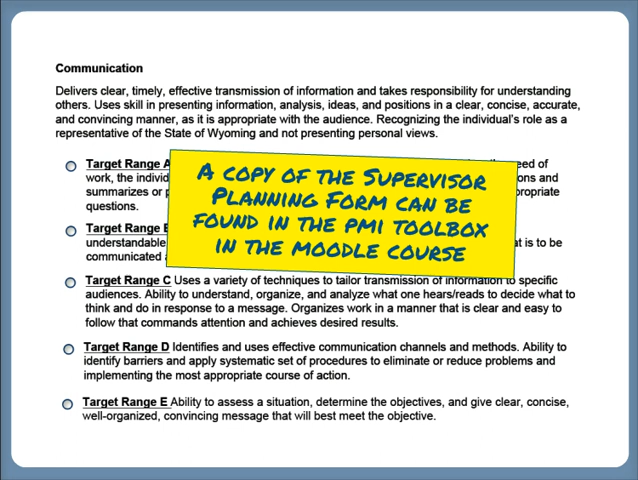 Communication
Delivers clear, timely, effective transmission of information and takes responsibility for understanding
others. Uses skill in presenting information, analysis, ideas, and positions in a clear, concise, accurate,
and convincing manner, as it is appropriate with the audience. Recognizing the individual's role as a
representative of the State of Wyoming and not presenting personal views.
Target Range A
need of
work, the
summarizes or
questions.
Target Range
understandable
t is to be
communicated
A COPY OF THE SUPERVISOR
PLANNING FORM CAN BE
FOUND IN THE PMI TOOLBOX
IN THE MOODLE COURSE
Target Range C Uses a variety of techniques to tailor transmission of information to specific
audiences. Ability to understand, organize, and analyze what one hears/reads to decide what to
think and do in response to a message. Organizes work in a manner that is clear and easy to
follow that commands attention and achieves desired results.
Target Range D Identifies and uses effective communication channels and methods. Ability to
identify barriers and apply systematic set of procedures to eliminate or reduce problems and
implementing the most appropriate course of action.
Target Range E Ability to assess a situation, determine the objectives, and give clear, concise,
well-organized, convincing message that will best meet the objective.